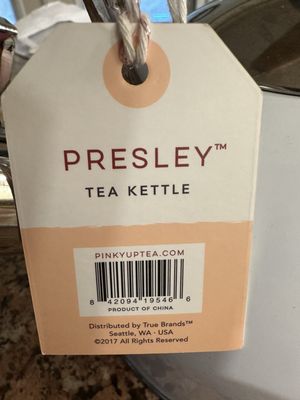 PRESLEY™
TEA KETTLE
PINKYUPTEA.COM
8 42094 19546 6
PRODUCT OF CHINA
Distributed by True Brands™
Seattle, WA · USA
©2017 All Rights Reserved